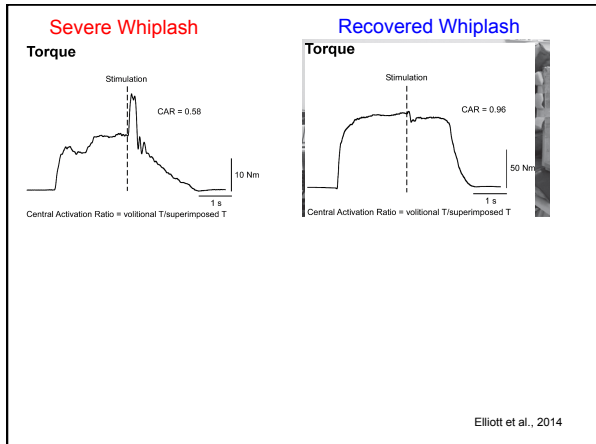 Severe Whiplash
Torque
Stimulation
CAR = 0.58
10 Nm
1 s
Central Activation Ratio = volitional T/superimposed T
Recovered Whiplash
Torque
Stimulation
CAR = 0.96
50 Nm
1 s
Central Activation Ratio = volitional T/superimposed T
Elliott et al., 2014